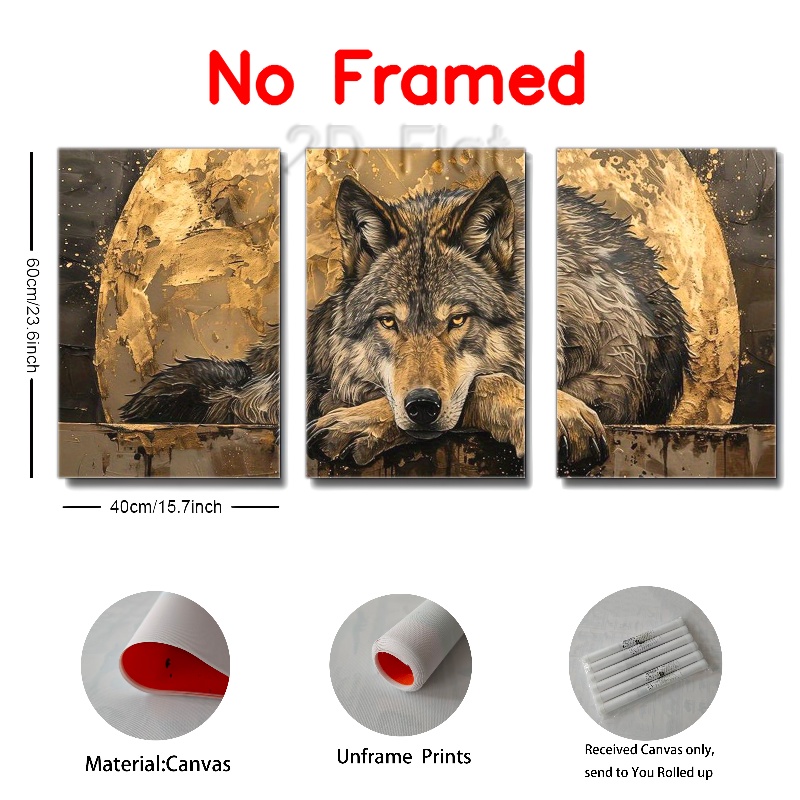 No Framed
2D Flat
60cm/23.6inch
40cm/15.7inch
Material:Canvas
Unframe Prints
Received Canvas only,
send to You Rolled up